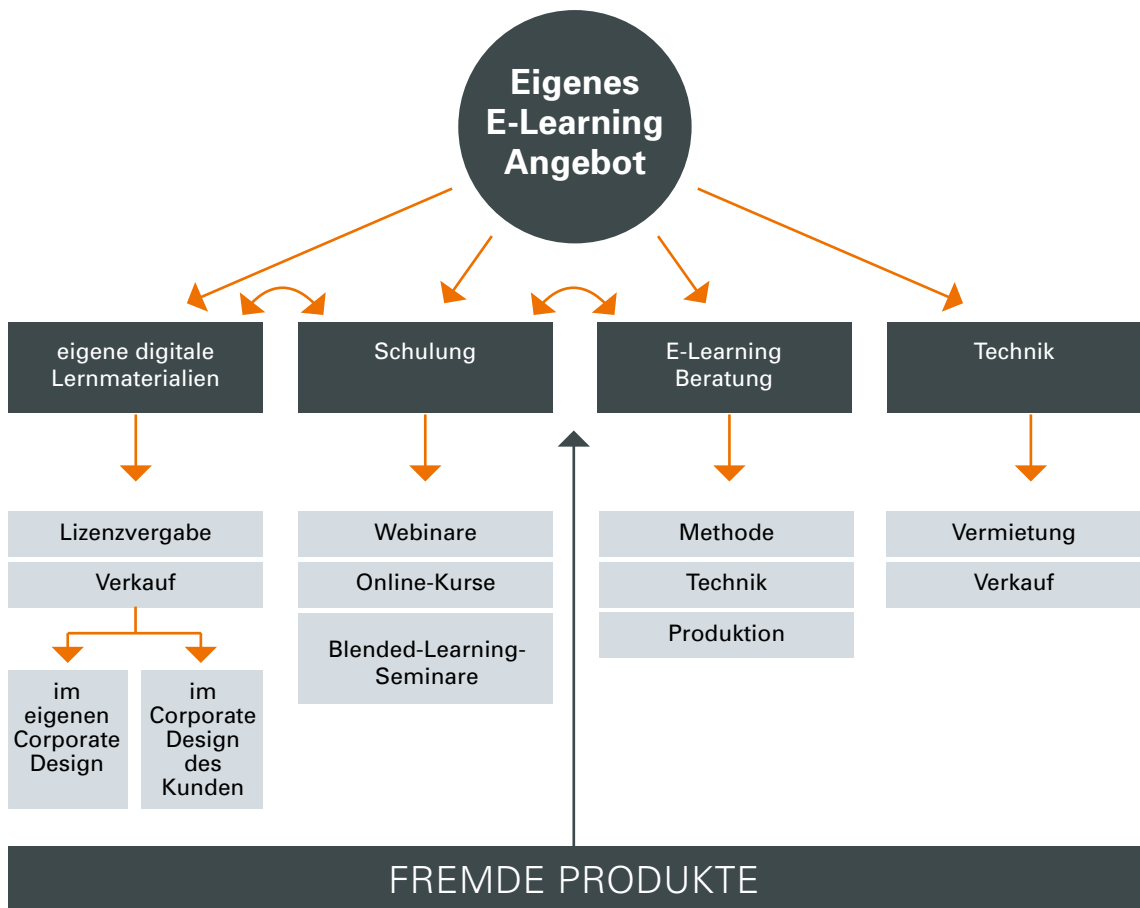 Eigenes
E-Learning
Angebot
eigene digitale
Lernmaterialien
Schulung
E-Learning
Beratung
Technik
Lizenzvergabe
Verkauf
im
eigenen
Corporate
Design
im
Corporate
Design
des
Kunden
Webinare
Online-Kurse
Blended-Learning-
Seminare
Methode
Technik
Produktion
Vermietung
Verkauf
FREMDE PRODUKTE